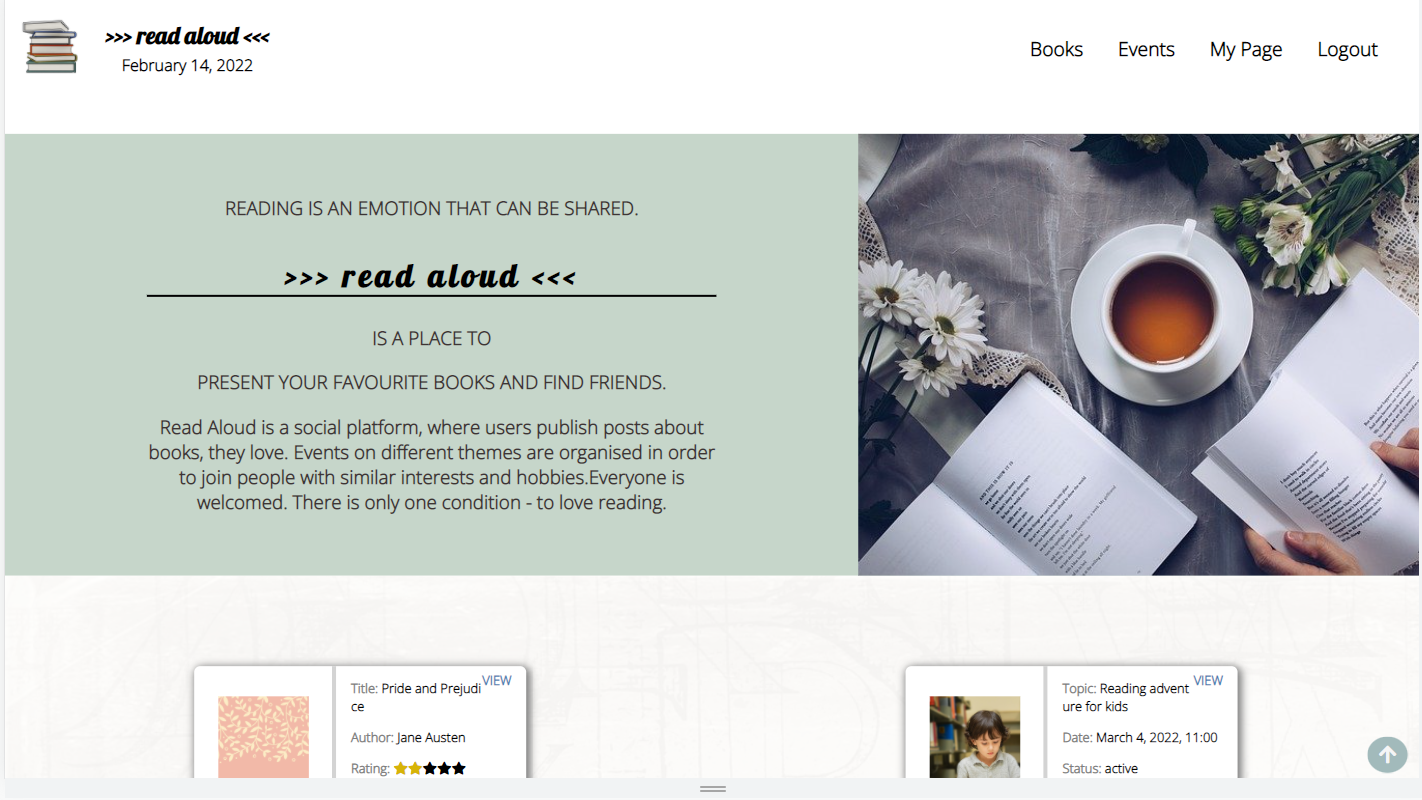 >>> read aloud <<<
February 14, 2022
Books Events My Page Logout
READING IS AN EMOTION THAT CAN BE SHARED.
>>> read aloud <<<
IS A PLACE TO
PRESENT YOUR FAVOURITE BOOKS AND FIND FRIENDS.
Read Aloud is a social platform, where users publish posts about
books, they love. Events on different themes are organised in order
to join people with similar interests and hobbies.Everyone is
welcomed. There is only one condition - to love reading.
VIEW
Title: Pride and Prejudi
ce
Author: Jane Austen
Rating:
VIEW
Topic: Reading advent
ure for kids
Date: March 4, 2022, 11:00
Status: active